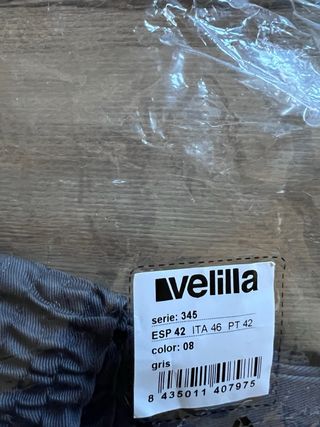 velilla
serie: 345
ESP 42 ITA 46 PT 42
color: 08
gris
8 435011 407975